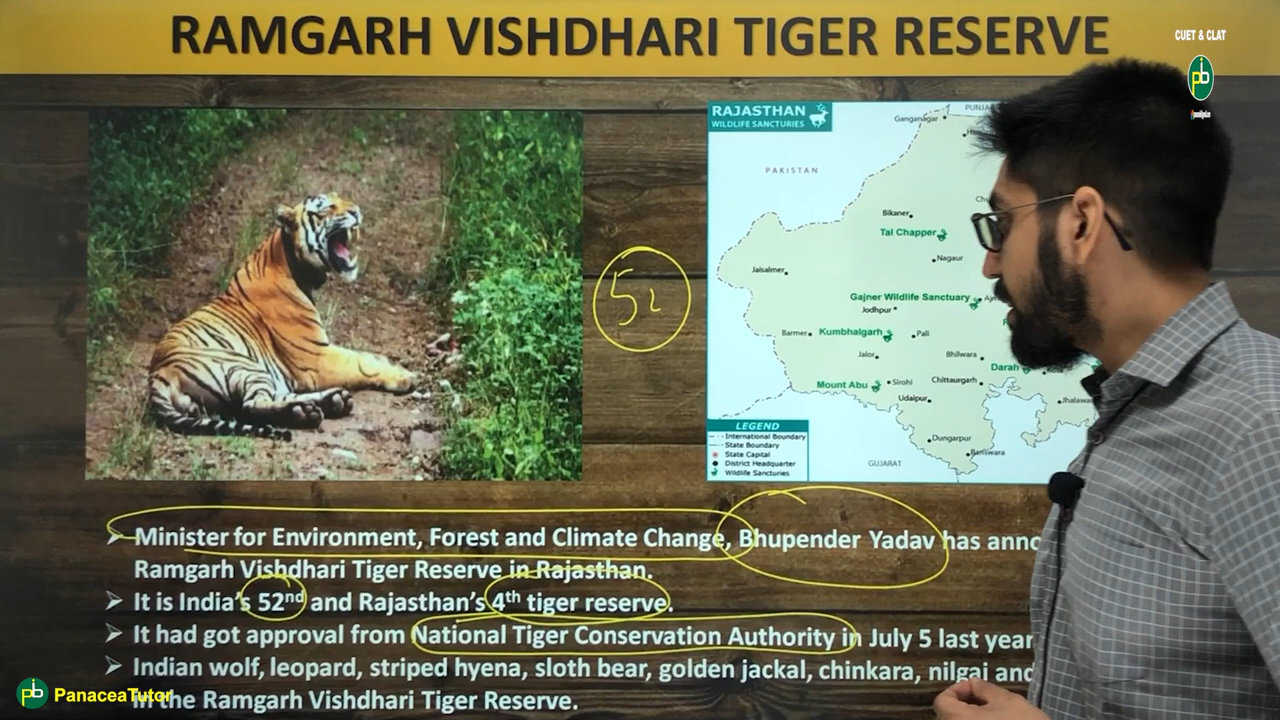 RAMGARH VISHDHARI TIGER RESERVE
CUET & CLAT
pb
RAJASTHAN
WILDLIFE SANCTURIES
PUNJA
Ganganagar
PAKISTAN
Bikaner
Tal Chapper
Nagaur
Jaisalmer
Gajner Wildlife Sanctuary
Jodhpur
Barmer
Kumbhalgarh
Pali
Jalor
Bhilwara
Darah
Mount Abu
Sirohi
Chittaurgarh
Udaipur
Jhalawar
Dungarpur
Banswara
GUJARAT
LEGEND
International Boundary
State Boundary
State Capital
District Headquarter
Wildlife Sanctuaries
52
➤ Minister for Environment, Forest and Climate Change, Bhupender Yadav has anno
Ramgarh Vishdhari Tiger Reserve in Rajasthan.
➤ It is India's 52nd and Rajasthan's 4th tiger reserve.
➤ It had got approval from National Tiger Conservation Authority in July 5 last year
➤ Indian wolf, leopard, striped hyena, sloth bear, golden jackal, chinkara, nilgai and
in the Ramgarh Vishdhari Tiger Reserve.
pb PanaceaTutor